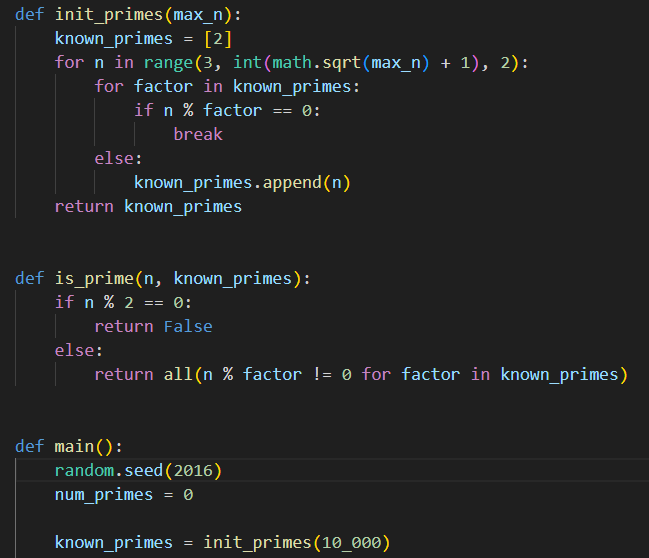 def init_primes(max_n):
    known_primes = [2]
    for n in range(3, int(math.sqrt(max_n) + 1), 2):
        for factor in known_primes:
            if n % factor == 0:
                break
        else:
            known_primes.append(n)
    return known_primes


def is_prime(n, known_primes):
    if n % 2 == 0:
        return False
    else:
        return all(n % factor != 0 for factor in known_primes)


def main():
    random.seed(2016)
    num_primes = 0

    known_primes = init_primes(10_000)